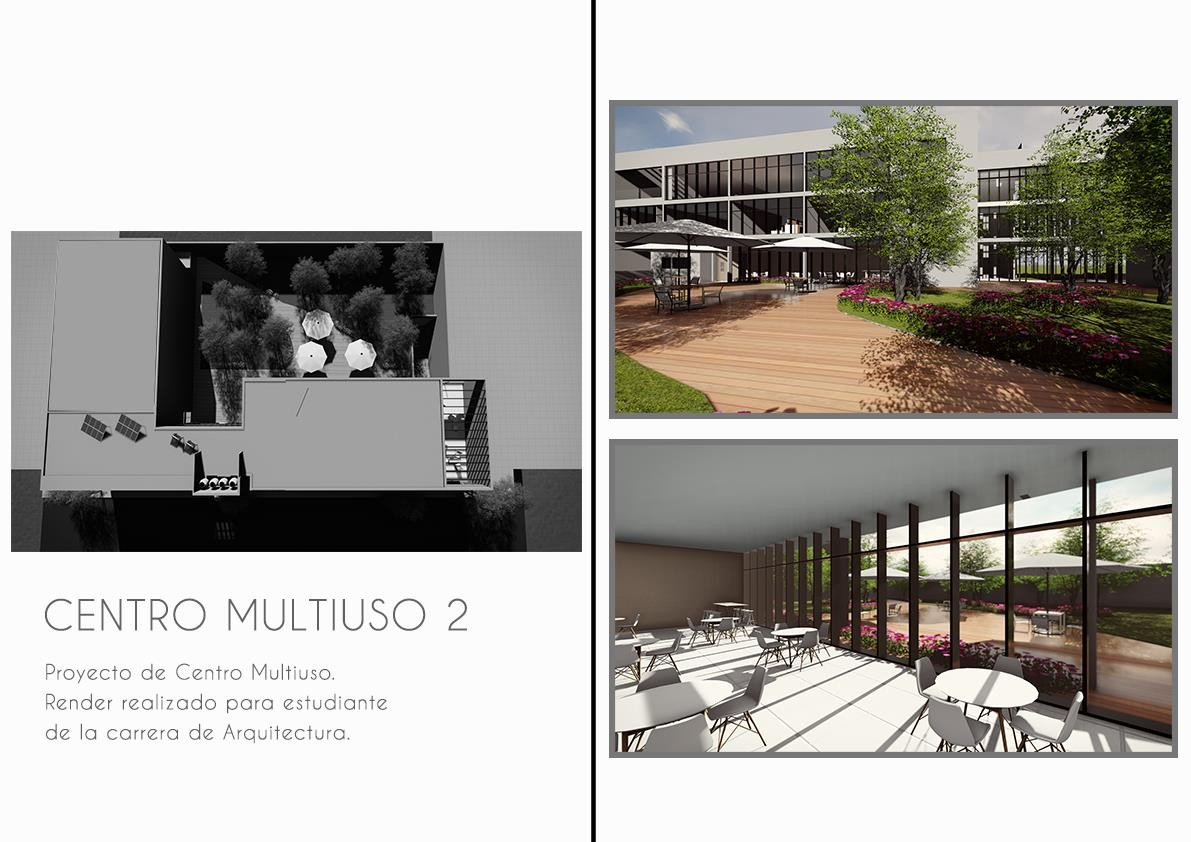 CENTRO MULTIUSO 2
Proyecto de Centro Multiuso.
Render realizado para estudiante
de la carrera de Arquitectura.